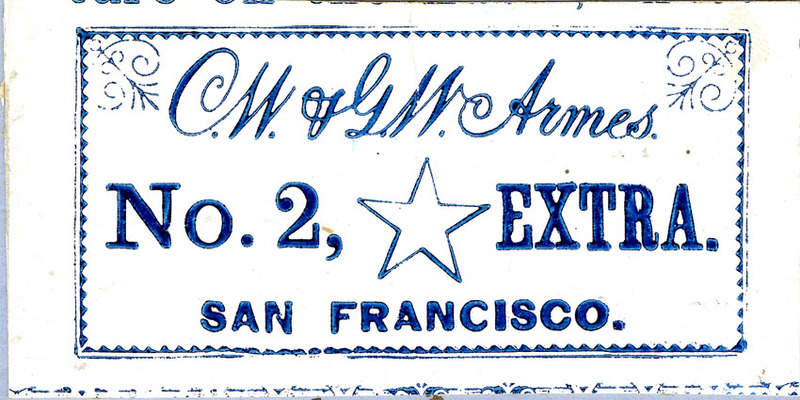 C.W. & G.W. Armes.
No. 2, ☆ EXTRA.
SAN FRANCISCO.